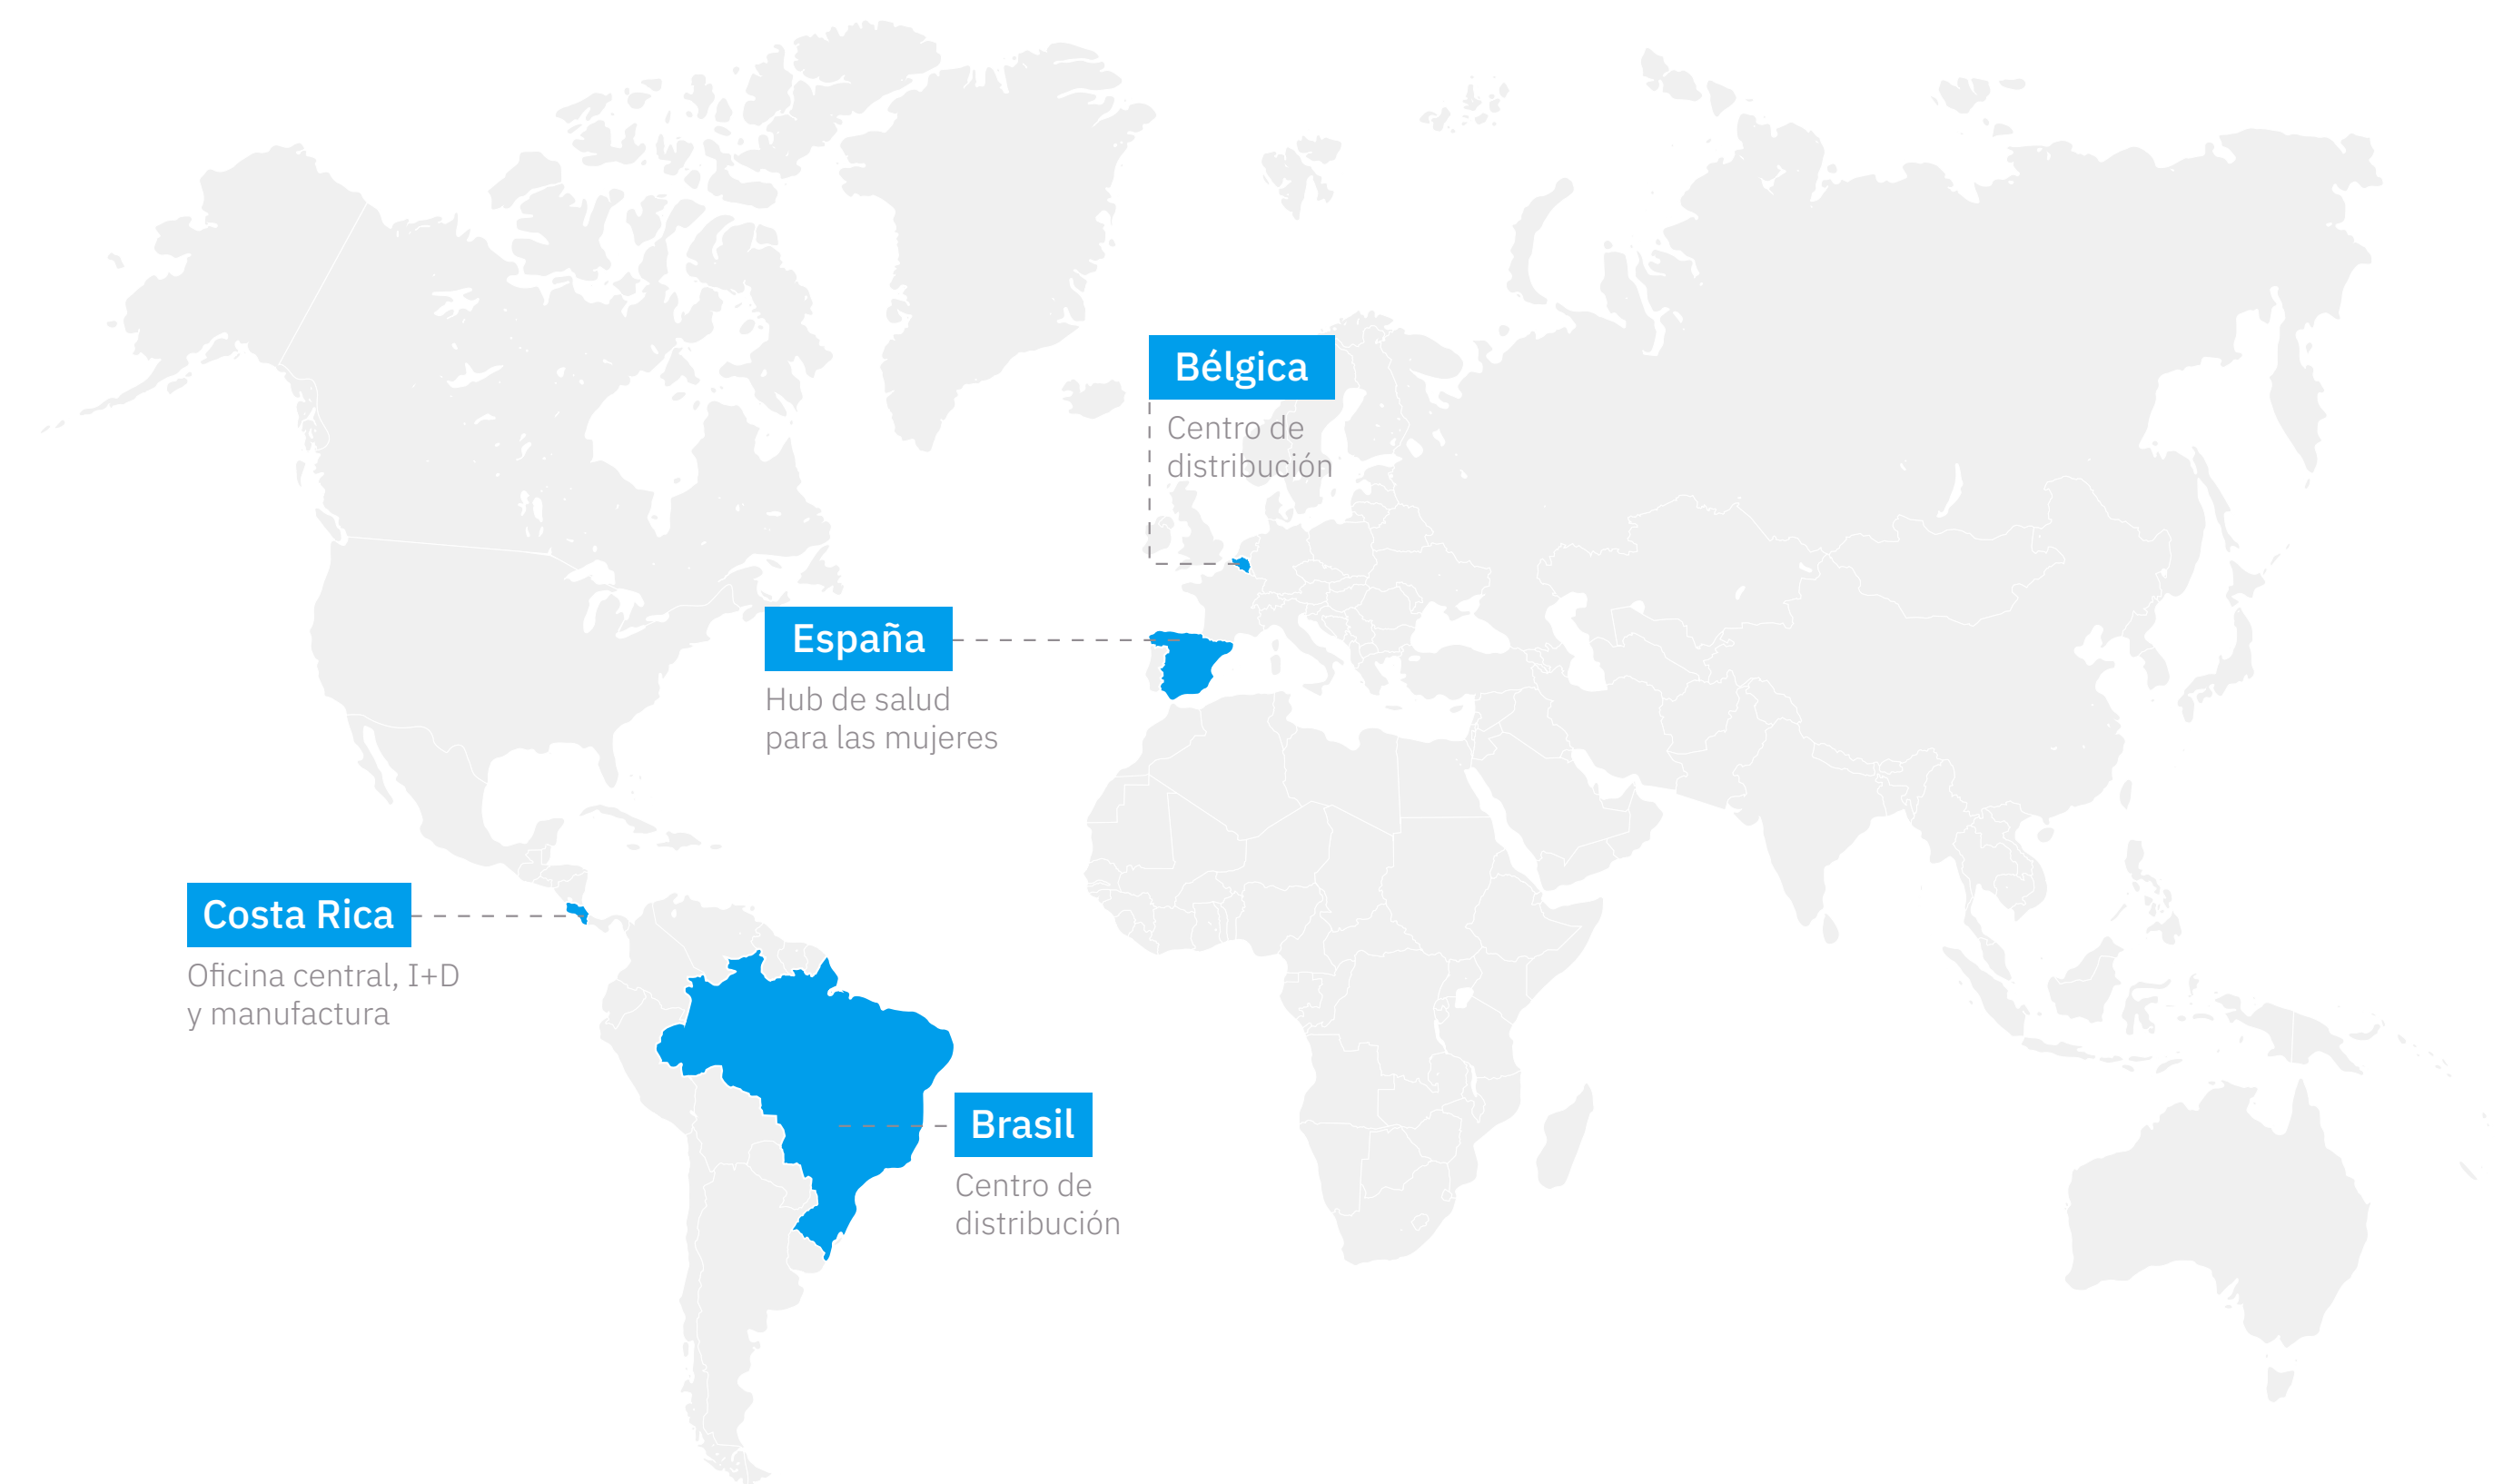 Bélgica
Centro de
distribución
España
Hub de salud
para las mujeres
Costa Rica
Oficina central, I+D
y manufactura
Brasil
Centro de
distribución